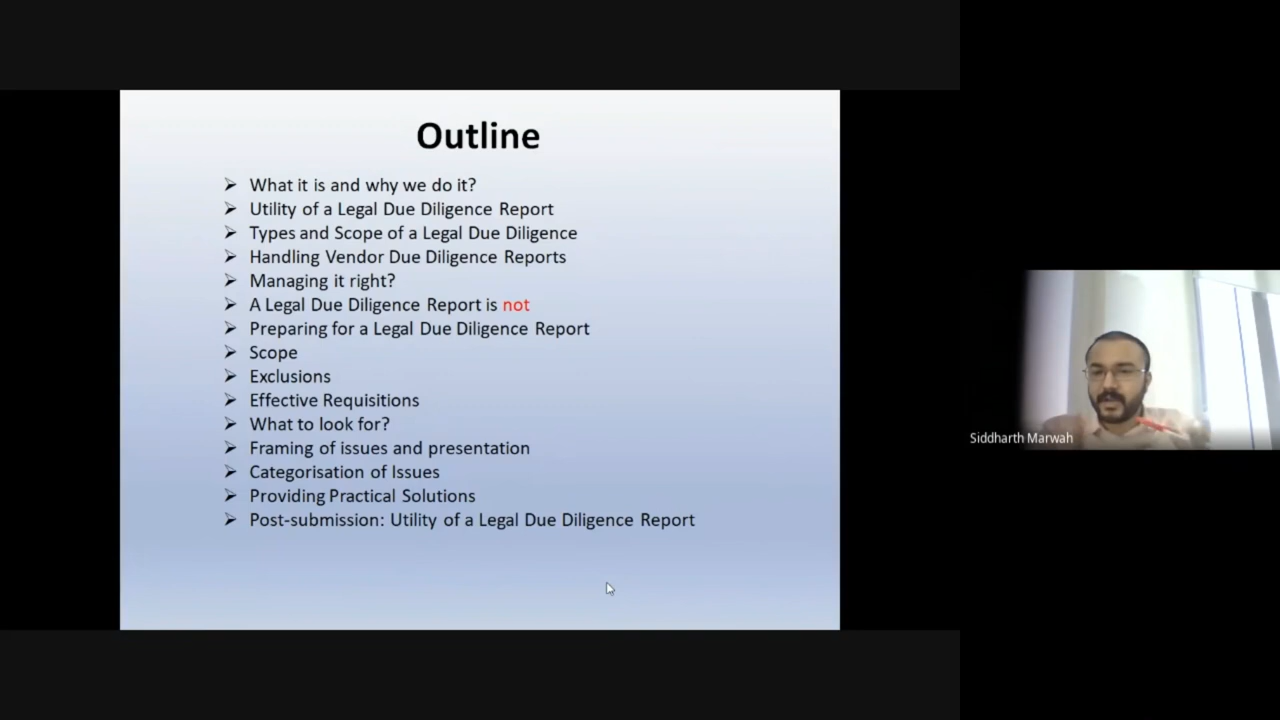 Outline
What it is and why we do it?
Utility of a Legal Due Diligence Report
Types and Scope of a Legal Due Diligence
Handling Vendor Due Diligence Reports
Managing it right?
A Legal Due Diligence Report is not
Preparing for a Legal Due Diligence Report
Scope
Exclusions
Effective Requisitions
What to look for?
Framing of issues and presentation
Categorisation of Issues
Providing Practical Solutions
Post-submission: Utility of a Legal Due Diligence Report
Siddharth Marwah